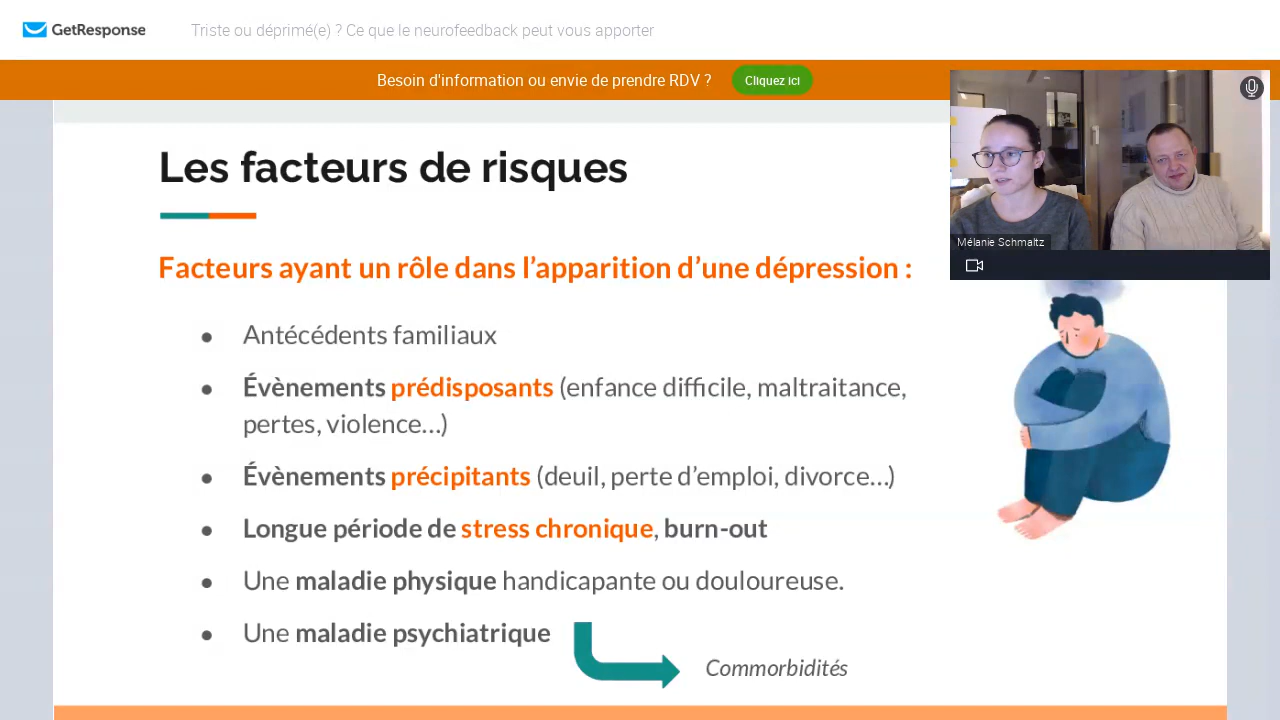 GetResponse
Triste ou déprimé(e) ? Ce que le neurofeedback peut vous apporter
Besoin d'information ou envie de prendre RDV ?
Cliquez ici
Les facteurs de risques
Mélanie Schmaltz
Facteurs ayant un rôle dans l'apparition d'une dépression :
● Antécédents familiaux
● Évènements prédisposants (enfance difficile, maltraitance,
pertes, violence...)
● Évènements précipitants (deuil, perte d'emploi, divorce...)
● Longue période de stress chronique, burn-out
● Une maladie physique handicapante ou douloureuse.
● Une maladie psychiatrique
Commorbidités